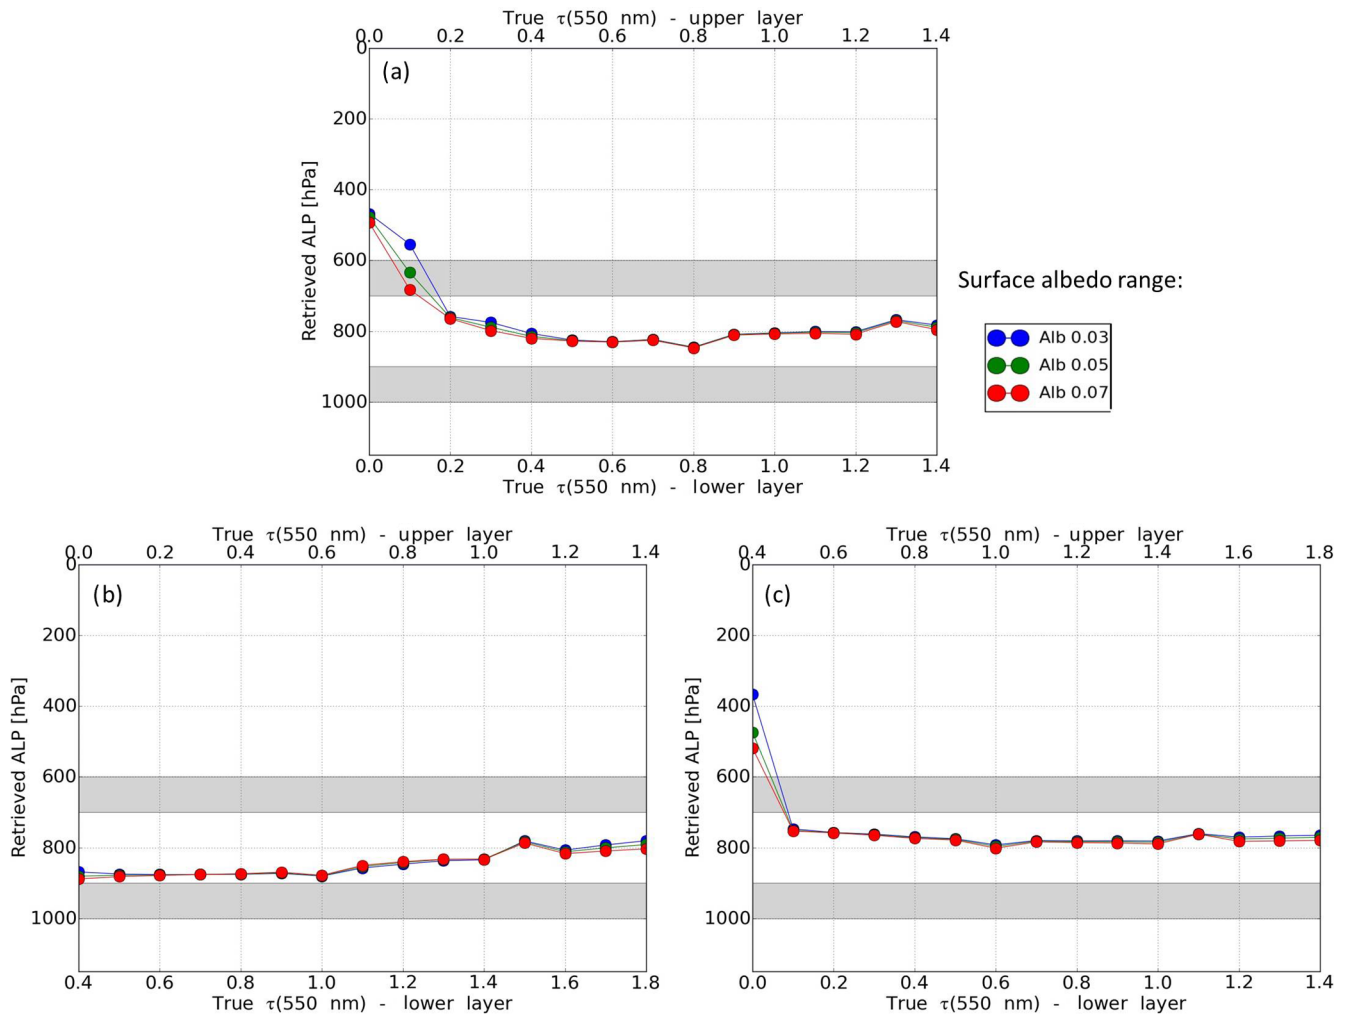 True τ(550 nm) - upper layer
0.0 0.2 0.4 0.6 0.8 1.0 1.2 1.4
(a)
0
200
400
600
800
1000
Retrieved ALP [hPa]
0.0 0.2 0.4 0.6 0.8 1.0 1.2 1.4
True τ(550 nm) - lower layer
Surface albedo range:
Alb 0.03
Alb 0.05
Alb 0.07
True τ(550 nm) - upper layer
0.0 0.2 0.4 0.6 0.8 1.0 1.2 1.4
(b)
0
200
400
600
800
1000
Retrieved ALP [hPa]
0.4 0.6 0.8 1.0 1.2 1.4 1.6 1.8
True τ(550 nm) - lower layer
True τ(550 nm) - upper layer
0.4 0.6 0.8 1.0 1.2 1.4 1.6 1.8
(c)
0
200
400
600
800
1000
Retrieved ALP [hPa]
0.0 0.2 0.4 0.6 0.8 1.0 1.2 1.4
True τ(550 nm) - lower layer